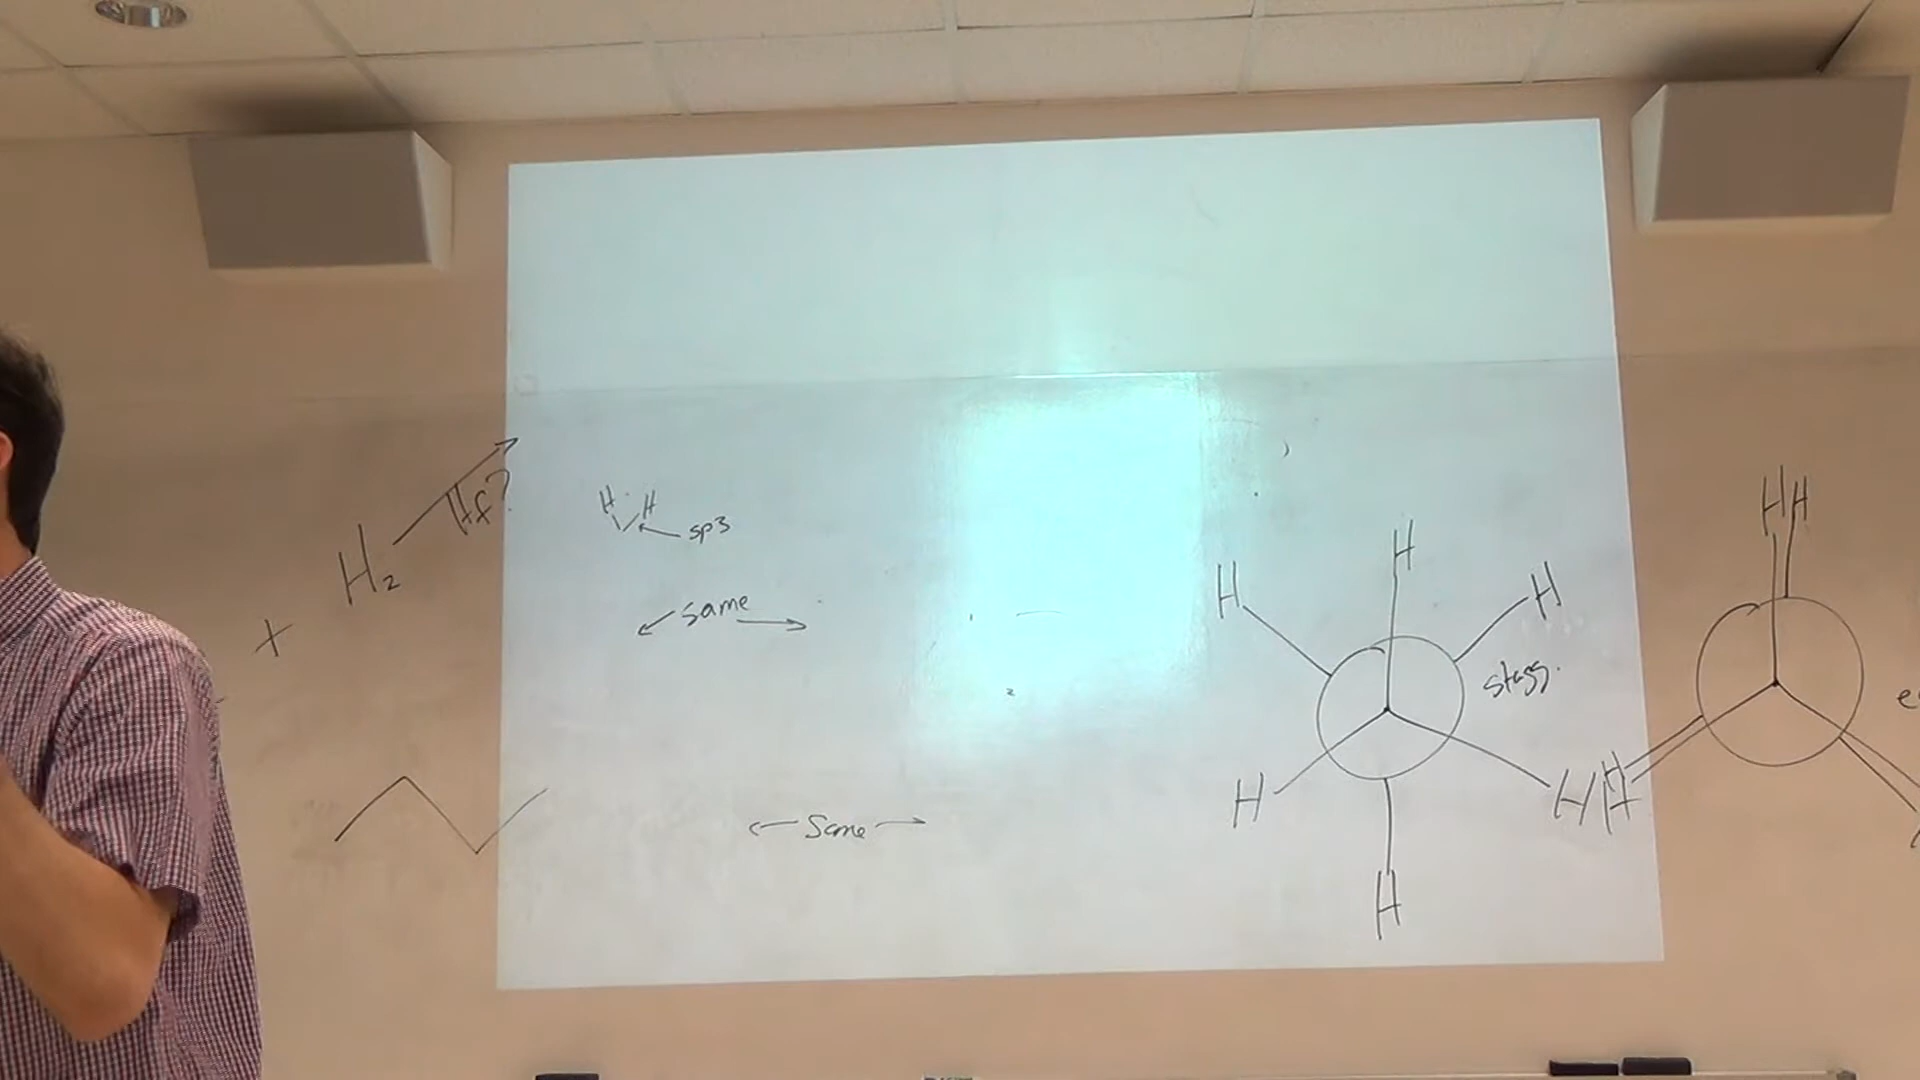 + H2 Hf?
H H
sp3
same
Same
H
H H
stagg.
H H
H
H H
H